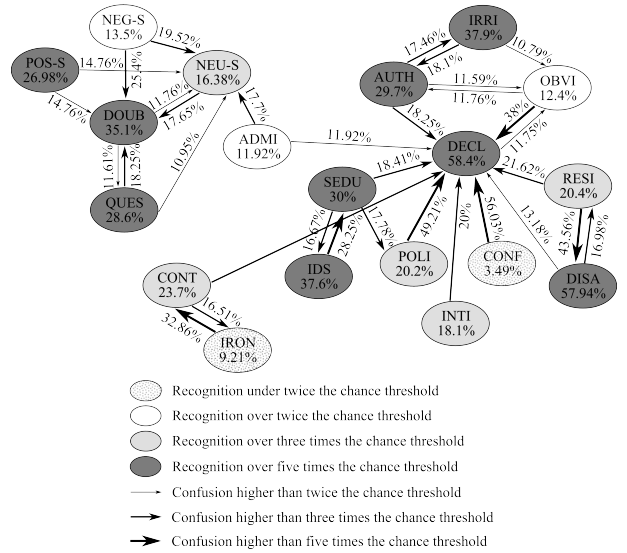 NEG-S
13.5%
19.52%
IRRI
37.9%
17.46%
10.79%
POS-S
26.98%
14.76%
25.4%
NEU-S
16.38%
18.1%
AUTH
29.7%
11.59%
11.76%
OBVI
12.4%
14.76%
11.76%
17.65%
17.7%
18.25%
38%
11.75%
DOUB
35.1%
10.95%
ADMI
11.92%
11.92%
DECL
58.4%
11.61%
18.25%
18.41%
21.62%
RESI
20.4%
SEDU
30%
QUES
28.6%
16.67%
28.25%
17.78%
49.21%
20%
56.03%
13.18%
43.56%
16.98%
IDS
37.6%
POLI
20.2%
CONF
3.49%
DISA
57.94%
CONT
23.7%
16.51%
32.86%
INTI
18.1%
IRON
9.21%
Recognition under twice the chance threshold
Recognition over twice the chance threshold
Recognition over three times the chance threshold
Recognition over five times the chance threshold
Confusion higher than twice the chance threshold
Confusion higher than three times the chance threshold
Confusion higher than five times the chance threshold